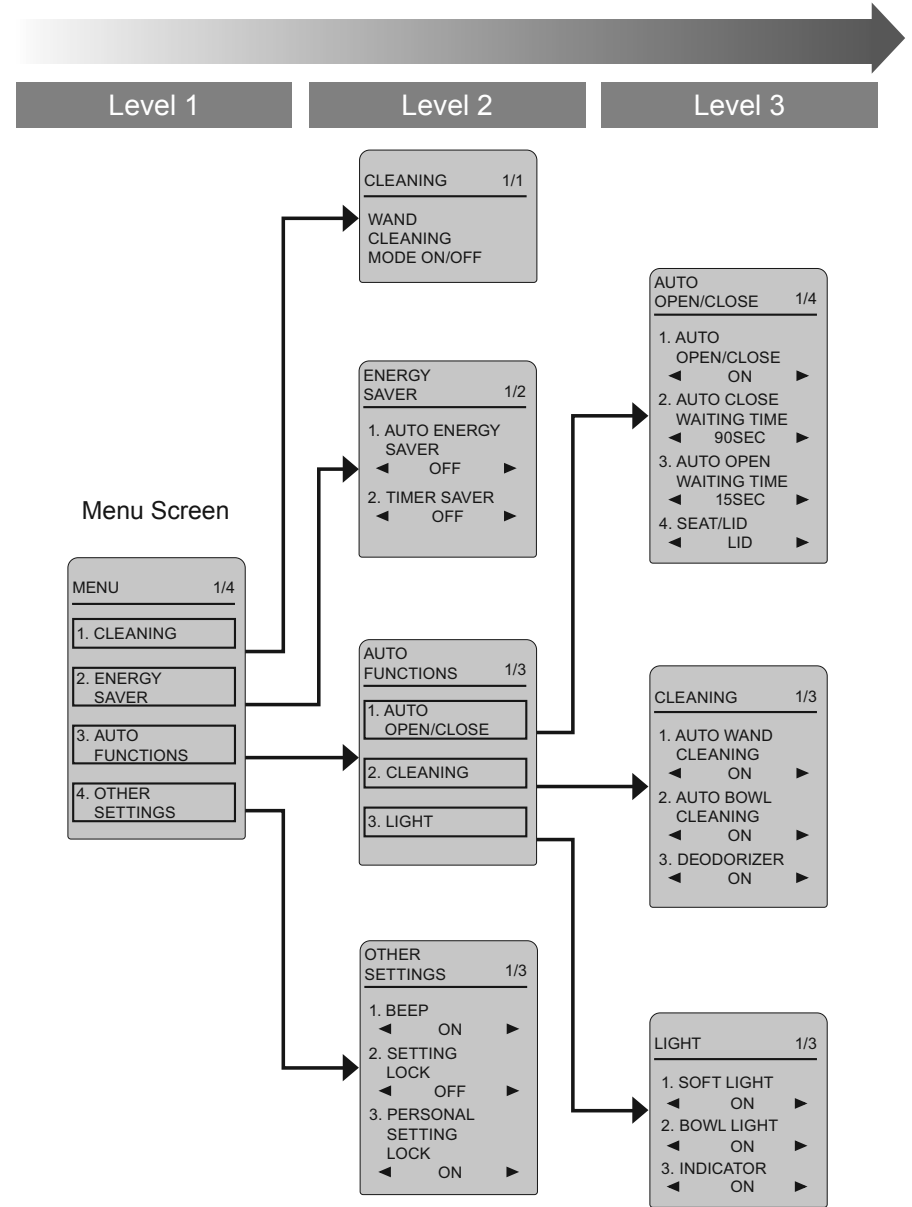 Level 1
Level 2
Level 3
CLEANING 1/1
WAND
CLEANING
MODE ON/OFF
ENERGY
SAVER 1/2
1. AUTO ENERGY
SAVER
◄ OFF ►
2. TIMER SAVER
◄ OFF ►
Menu Screen
MENU 1/4
1. CLEANING
2. ENERGY
SAVER
3. AUTO
FUNCTIONS
4. OTHER
SETTINGS
AUTO
FUNCTIONS 1/3
1. AUTO
OPEN/CLOSE
2. CLEANING
3. LIGHT
OTHER
SETTINGS 1/3
1. BEEP
◄ ON ►
2. SETTING
LOCK
◄ OFF ►
3. PERSONAL
SETTING
LOCK
◄ ON ►
AUTO
OPEN/CLOSE 1/4
1. AUTO
OPEN/CLOSE
◄ ON ►
2. AUTO CLOSE
WAITING TIME
◄ 90SEC ►
3. AUTO OPEN
WAITING TIME
◄ 15SEC ►
4. SEAT/LID
◄ LID ►
CLEANING 1/3
1. AUTO WAND
CLEANING
◄ ON ►
2. AUTO BOWL
CLEANING
◄ ON ►
3. DEODORIZER
◄ ON ►
LIGHT 1/3
1. SOFT LIGHT
◄ ON ►
2. BOWL LIGHT
◄ ON ►
3. INDICATOR
◄ ON ►